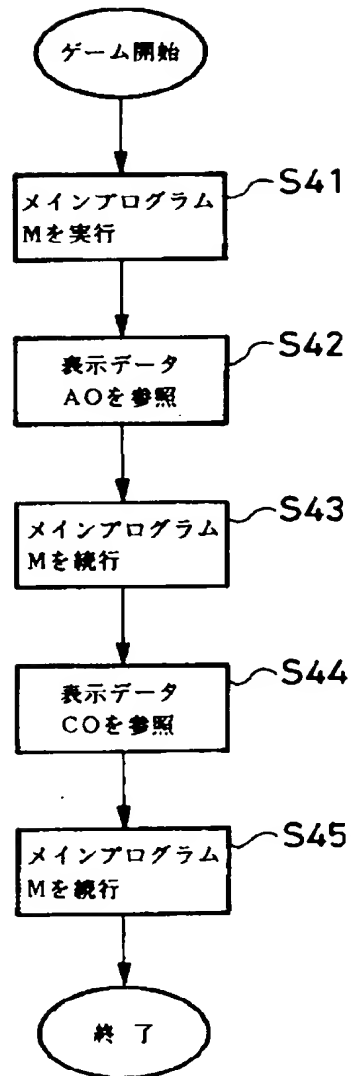 ゲーム開始
S41
メインプログラム
Mを実行
S42
表示データ
AOを参照
S43
メインプログラム
Mを続行
S44
表示データ
COを参照
S45
メインプログラム
Mを続行
終了